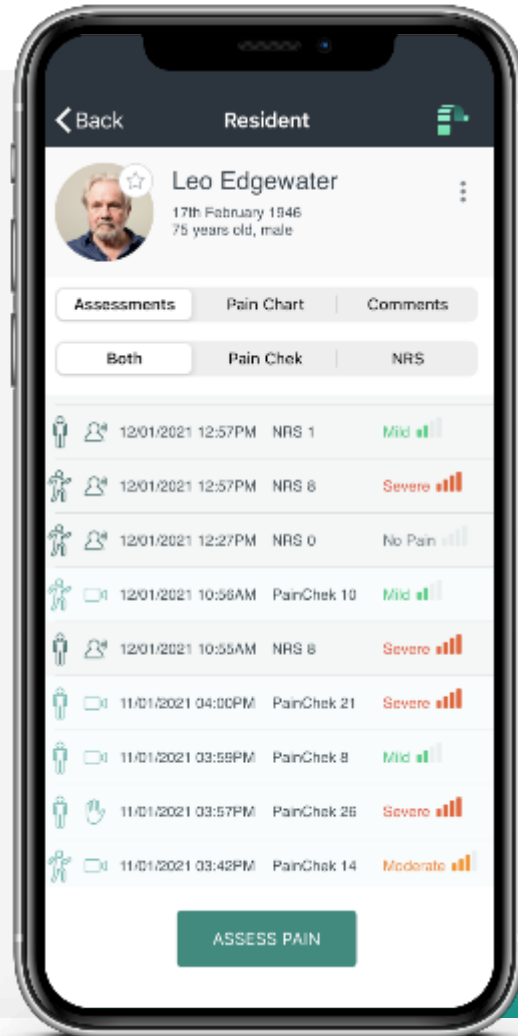 Back Resident
Leo Edgewater
17th February 1946
75 years old, male
Assessments Pain Chart Comments
Both Pain Chek NRS
12/01/2021 12:57PM NRS 1 Mild
12/01/2021 12:57PM NRS 8 Severe
12/01/2021 12:27PM NRS 0 No Pain
12/01/2021 10:56AM PainChek 10 Mild
12/01/2021 10:55AM NRS 8 Severe
11/01/2021 04:00PM PainChek 21 Severe
11/01/2021 03:59PM PainChek 8 Mild
11/01/2021 03:57PM PainChek 26 Severe
11/01/2021 03:42PM PainChek 14 Moderate
ASSESS PAIN